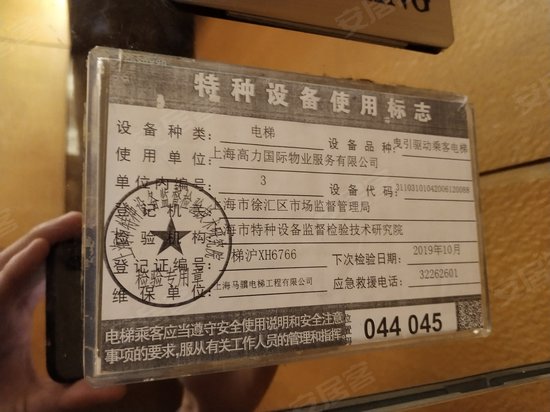 NG
特种设备使用标志
设备种类： 电梯 设备品种： 曳引驱动乘客电梯
使用单位： 上海高力国际物业服务有限公司
单位内编号： 3 设备代码： 31103101042006120088
登记机关： 上海市徐汇区市场监督管理局
检验机构： 上海市特种设备监督检验技术研究院
登记证编号： 梯沪XH6766 下次检验日期： 2019年10月
维保单位： 上海马骥电梯工程有限公司 应急救援电话： 32262601
检验专用章
电梯乘客应当遵守安全使用说明和安全注意
事项的要求，服从有关工作人员的管理和指挥。
044 045
安居客